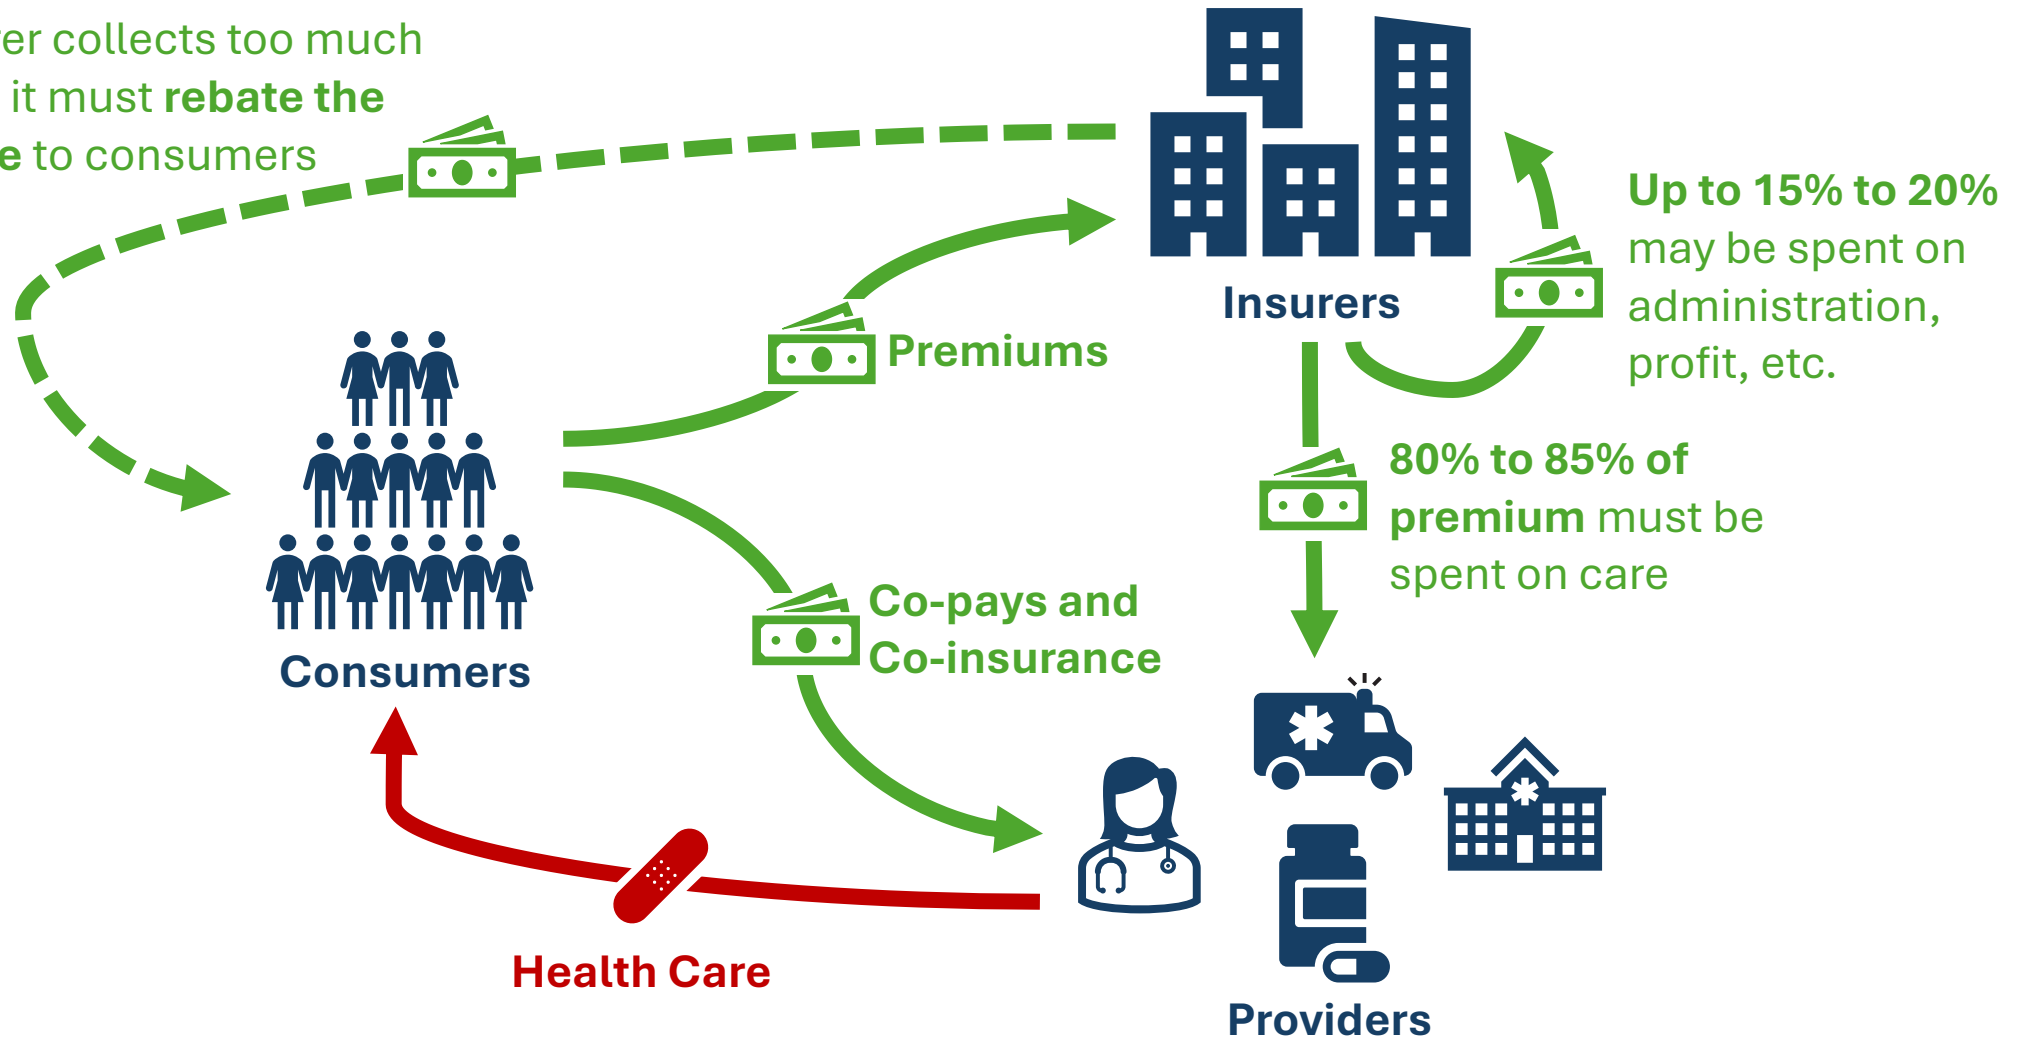 er collects too much
it must rebate the
e to consumers
Up to 15% to 20%
may be spent on
administration,
profit, etc.
Insurers
Premiums
80% to 85% of
premium must be
spent on care
Co-pays and
Co-insurance
Consumers
Health Care
Providers